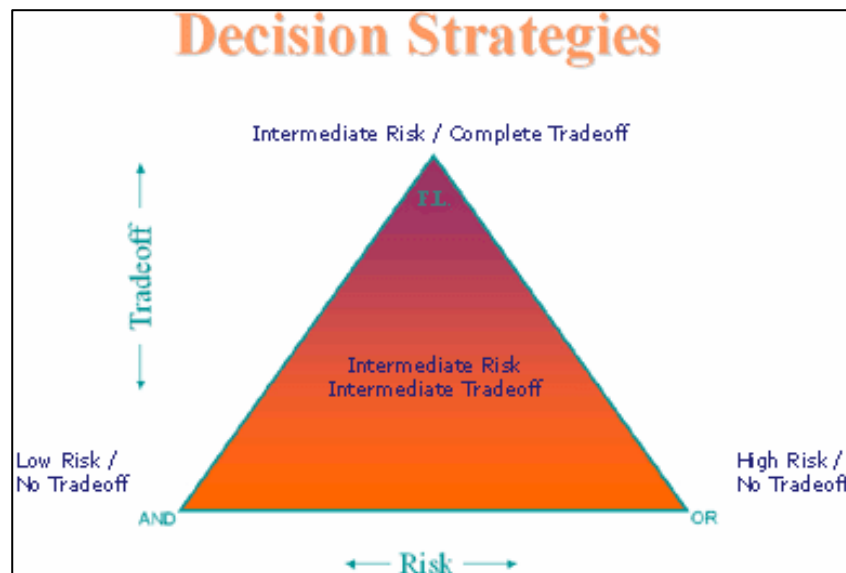 Decision Strategies
Intermediate Risk / Complete Tradeoff
F.L.
Tradeoff
Intermediate Risk
Intermediate Tradeoff
Low Risk /
No Tradeoff
High Risk /
No Tradeoff
AND
OR
Risk